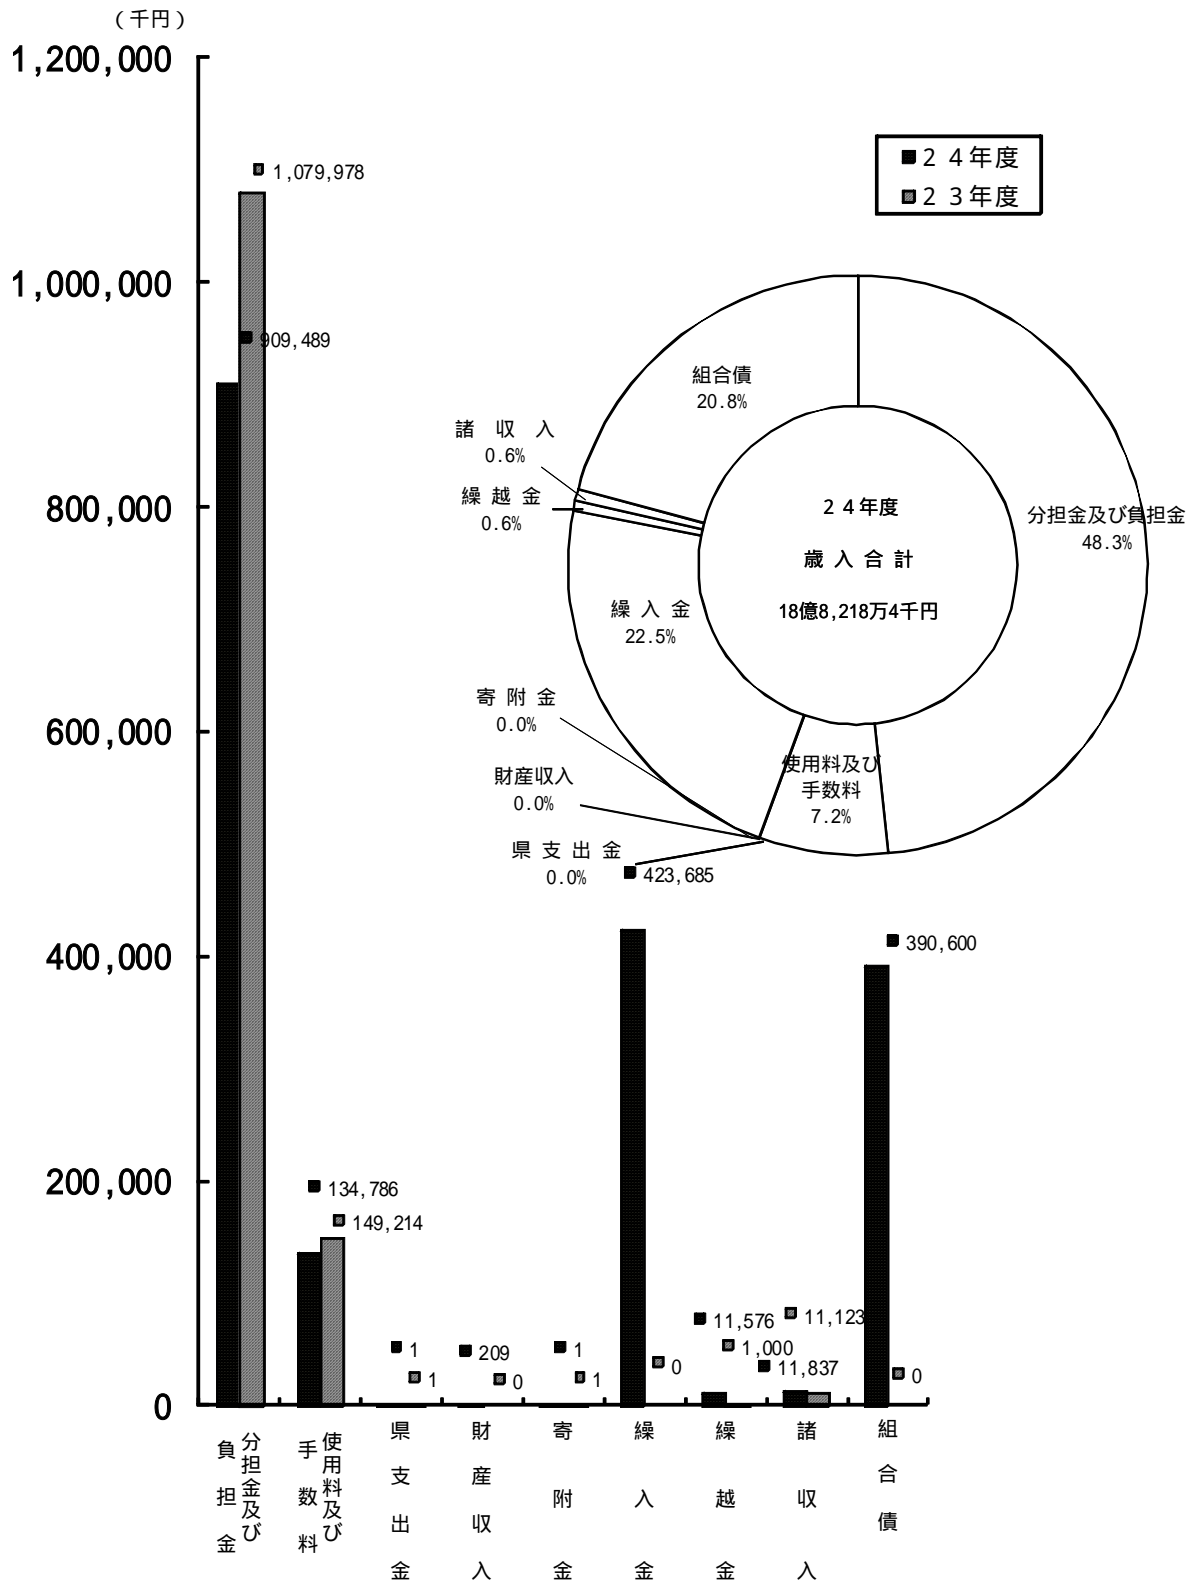 （千円）
1,200,000
1,000,000
800,000
600,000
400,000
200,000
0
２４年度
２３年度
1,079,978
909,489
134,786
149,214
1
1
209
0
1
1
423,685
0
11,576
1,000
11,123
11,837
390,600
0
分担金及び
負担金
使用料及び
手数料
県支出金
財産収入
寄附金
繰入金
繰越金
諸収入
組合債
組合債
20.8%
諸収入
0.6%
繰越金
0.6%
繰入金
22.5%
寄附金
0.0%
財産収入
0.0%
県支出金
0.0%
使用料及び
手数料
7.2%
分担金及び負担金
48.3%
２４年度
歳入合計
18億8,218万4千円